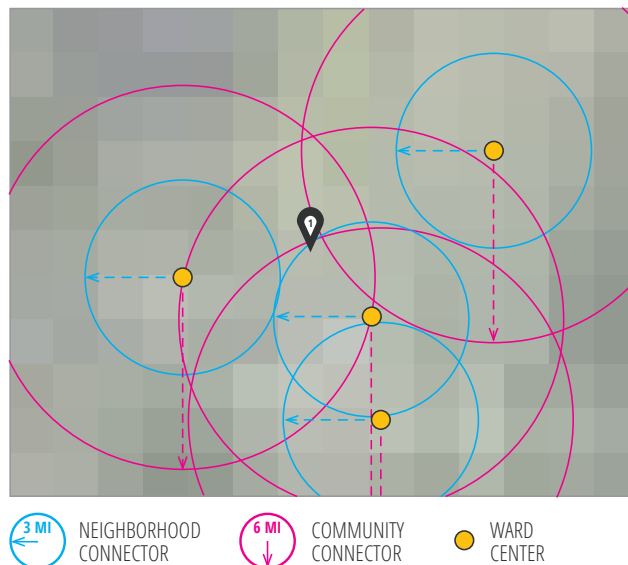 1
3 MI
NEIGHBORHOOD
CONNECTOR
6 MI
COMMUNITY
CONNECTOR
WARD
CENTER